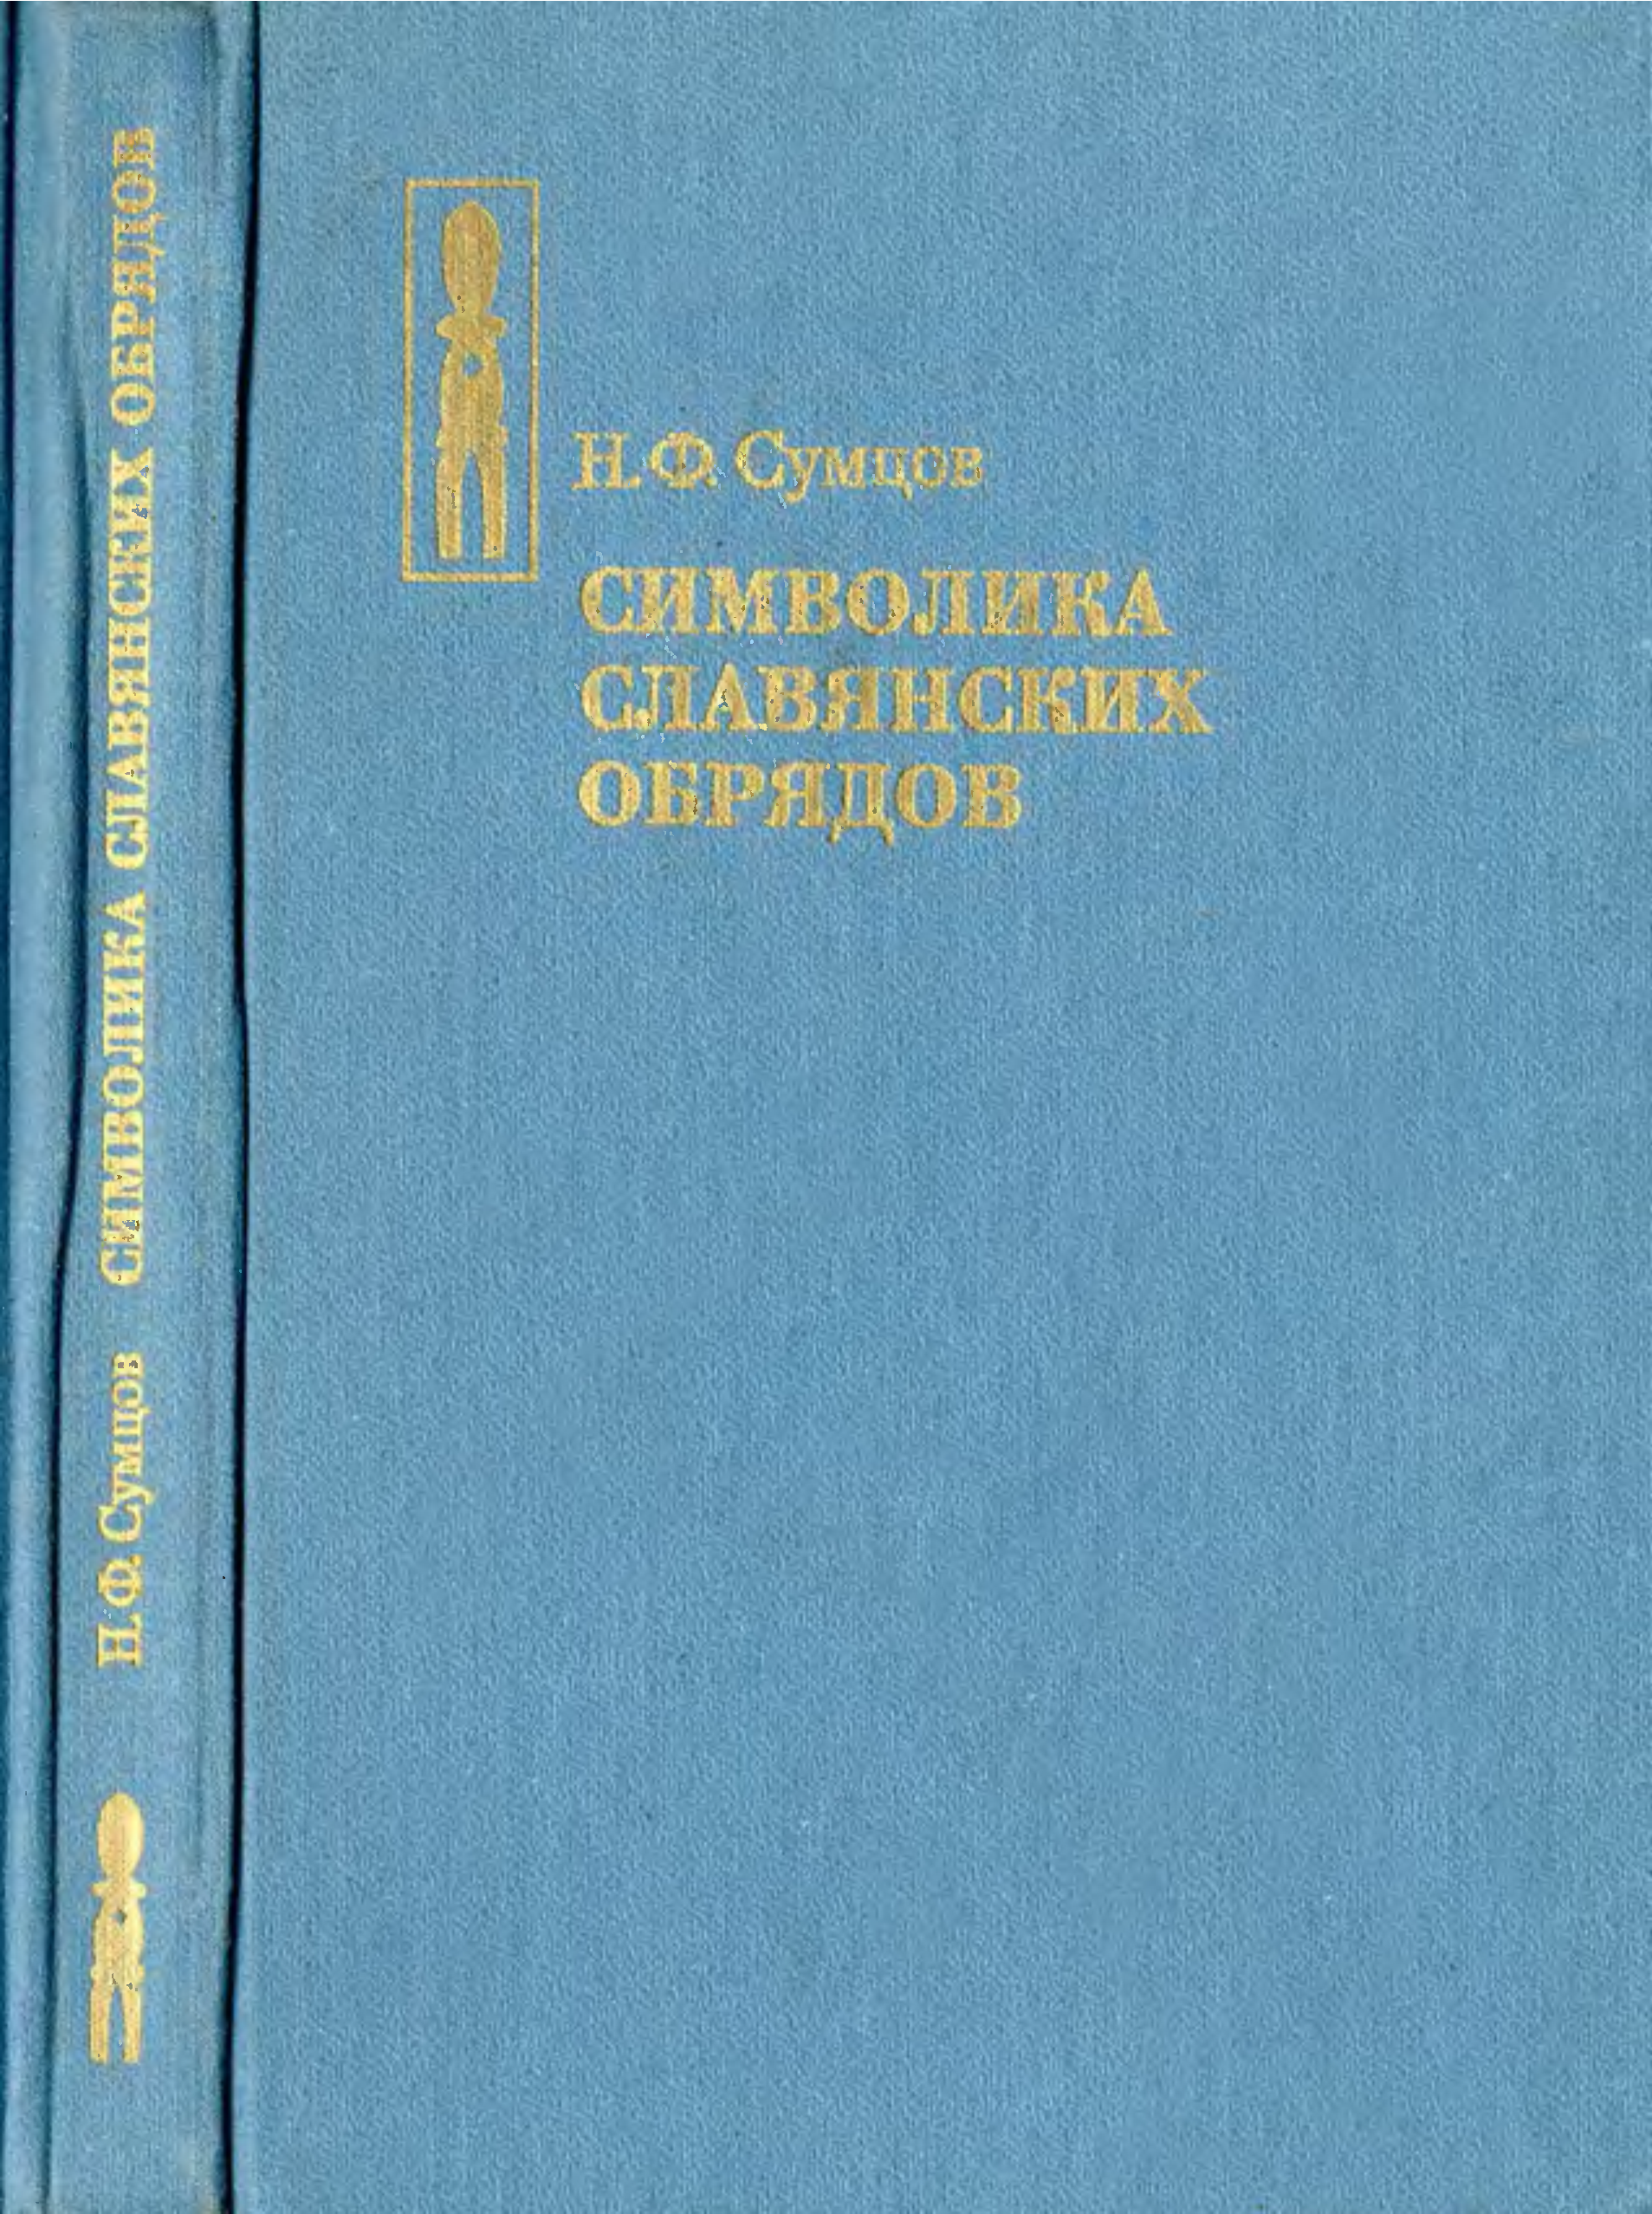 Н. Ф. Сумцов СИМВОЛИКА СЛАВЯНСКИХ ОБРЯДОВ
Н. Ф. Сумцов
СИМВОЛИКА
СЛАВЯНСКИХ
ОБРЯДОВ